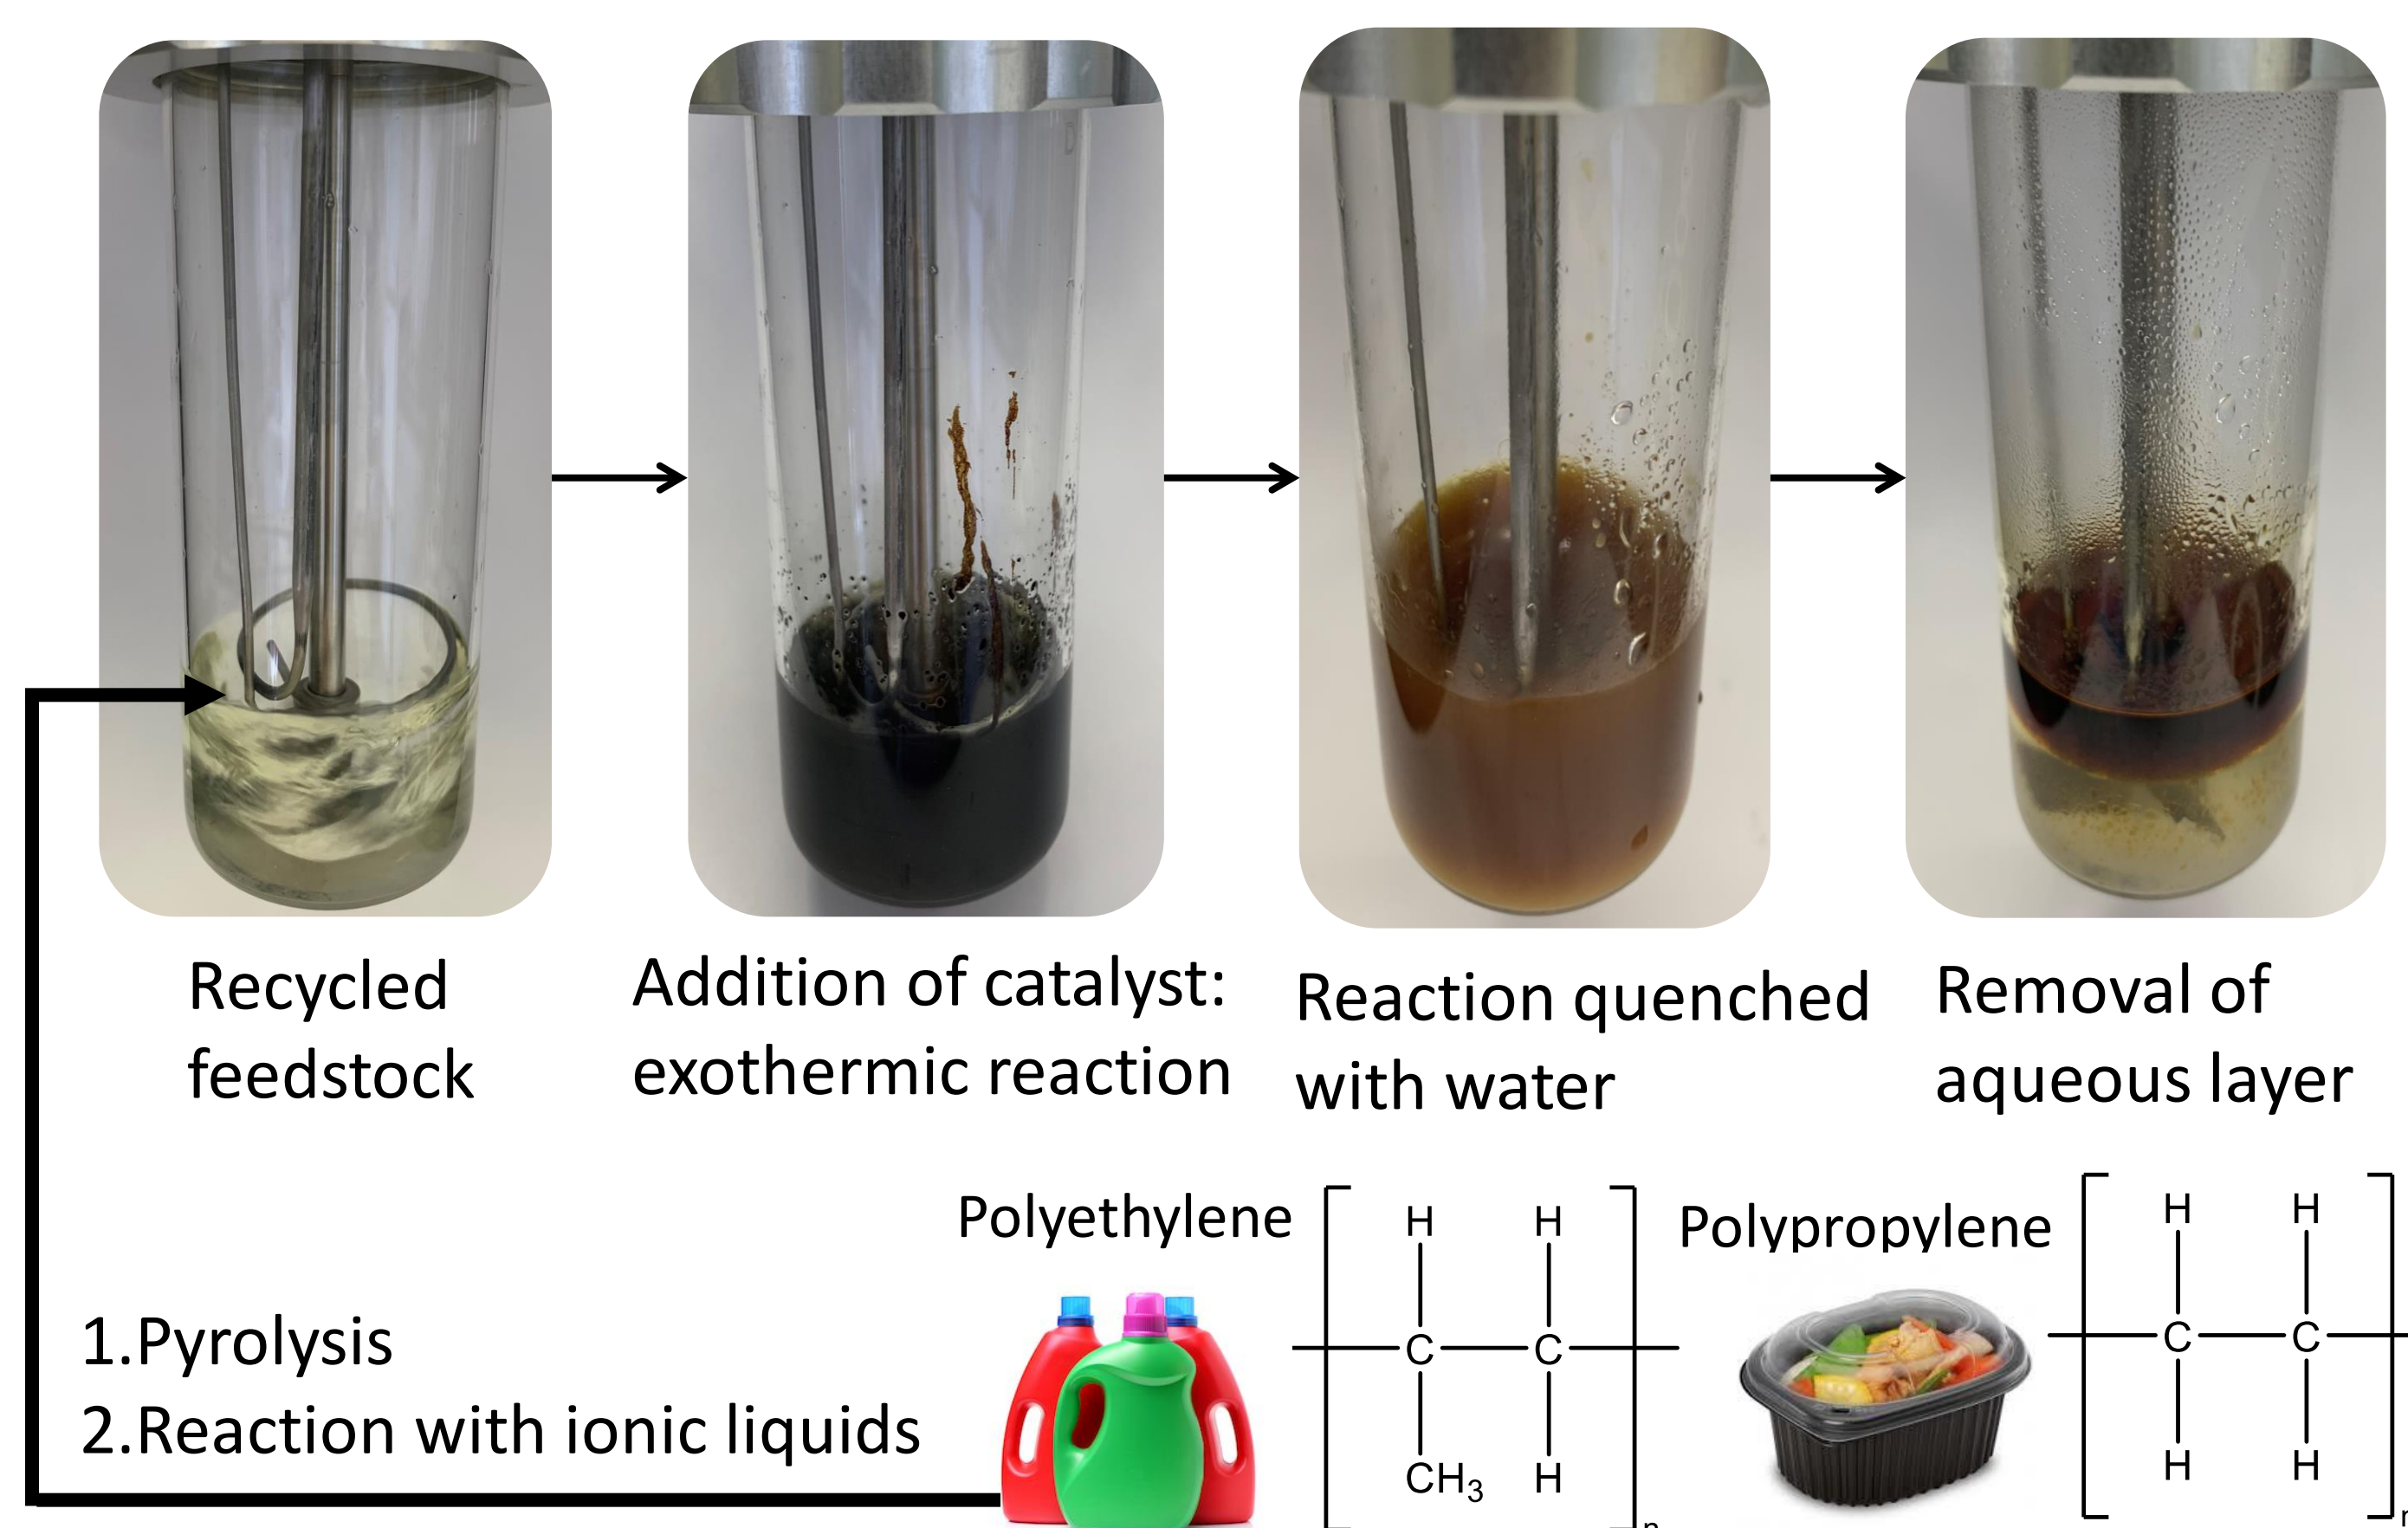 Recycled
feedstock
Addition of catalyst:
exothermic reaction
Reaction quenched
with water
Removal of
aqueous layer
1.Pyrolysis
2.Reaction with ionic liquids
Polyethylene
H H
C C
CH₃ H
n
Polypropylene
H H
C C
H H